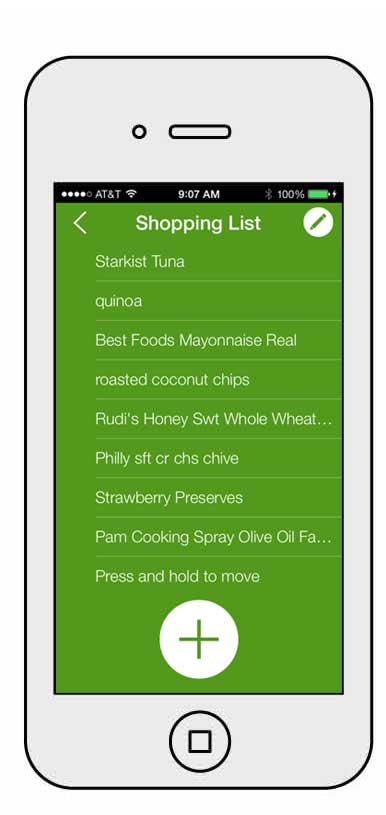 AT&T 9:07 AM 100%
Shopping List
Starkist Tuna
quinoa
Best Foods Mayonnaise Real
roasted coconut chips
Rudi's Honey Swt Whole Wheat...
Philly sft cr chs chive
Strawberry Preserves
Pam Cooking Spray Olive Oil Fa...
Press and hold to move